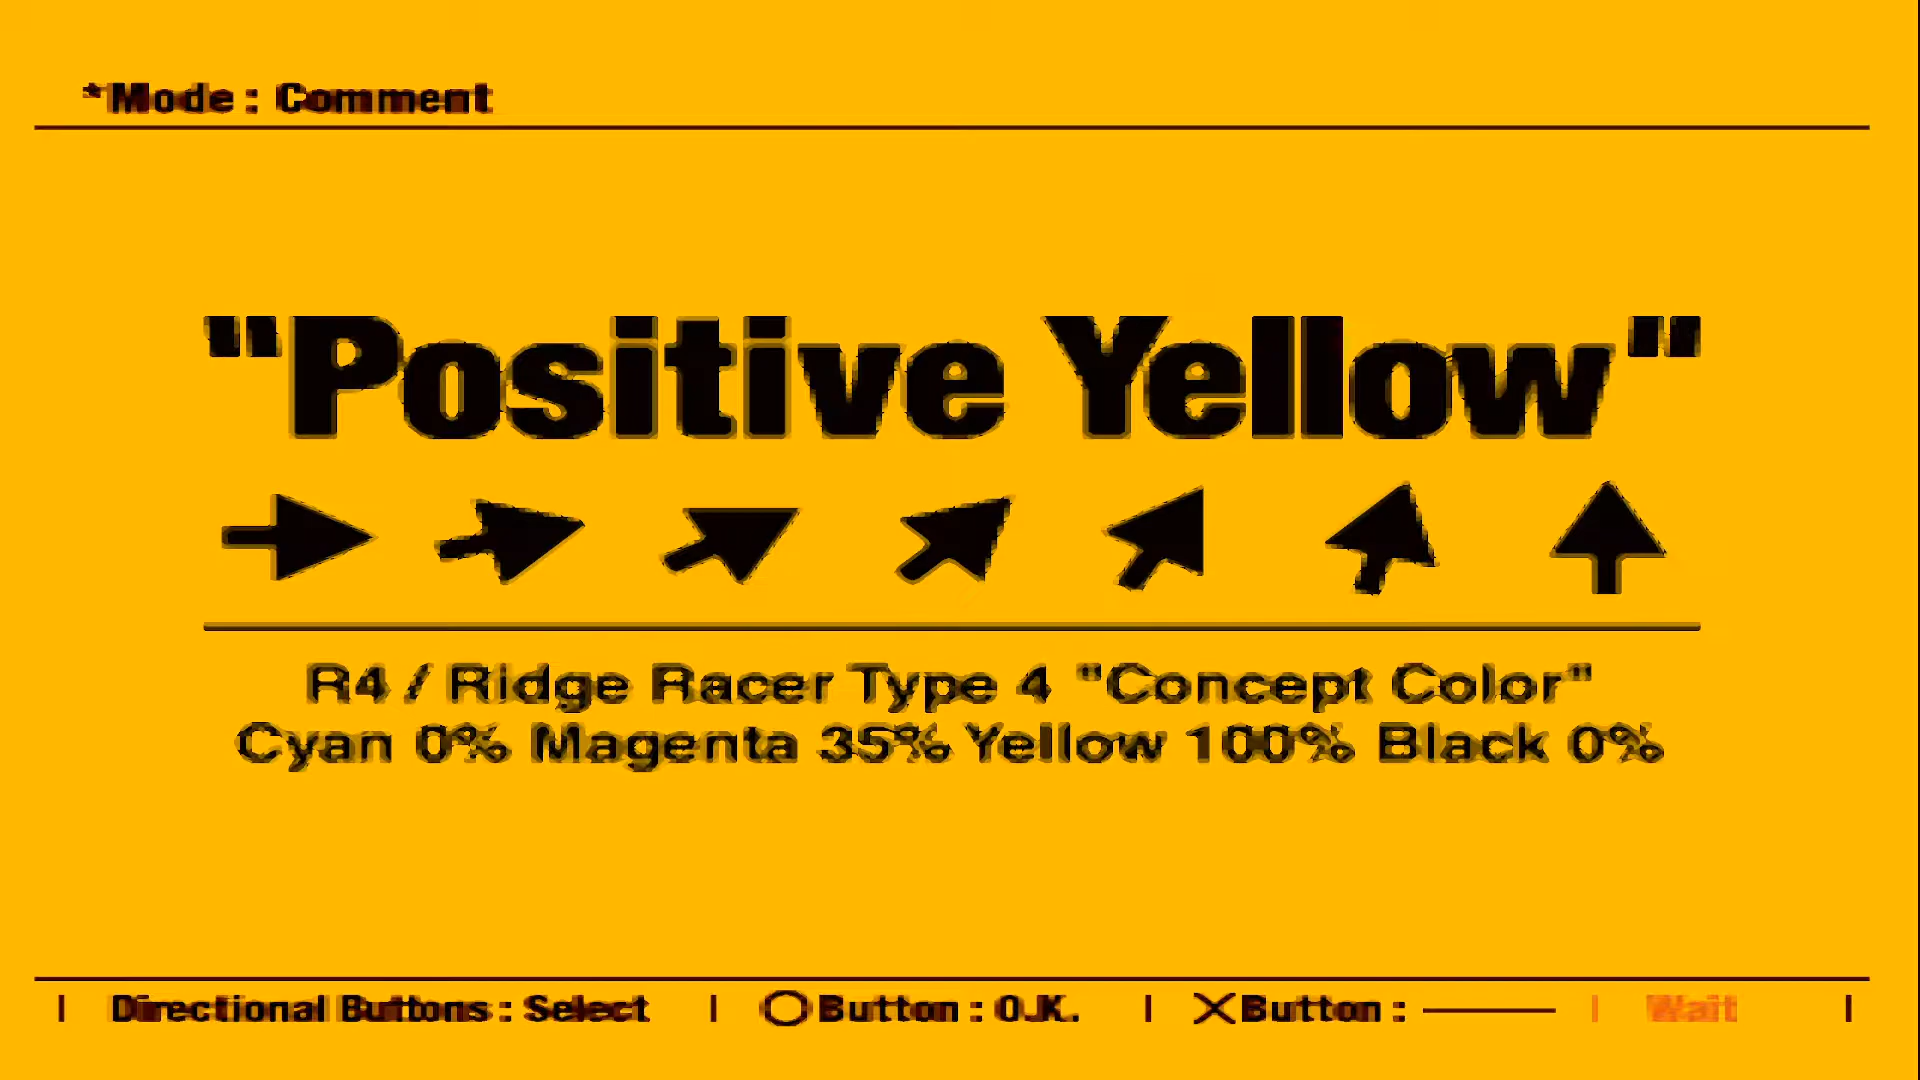 *Mode : Comment
"Positive Yellow"
R4 / Ridge Racer Type 4 "Concept Color"
Cyan 0% Magenta 35% Yellow 100% Black 0%
| Directional Buttons : Select | ○Button : O.K. | ×Button : ——— | Wait |